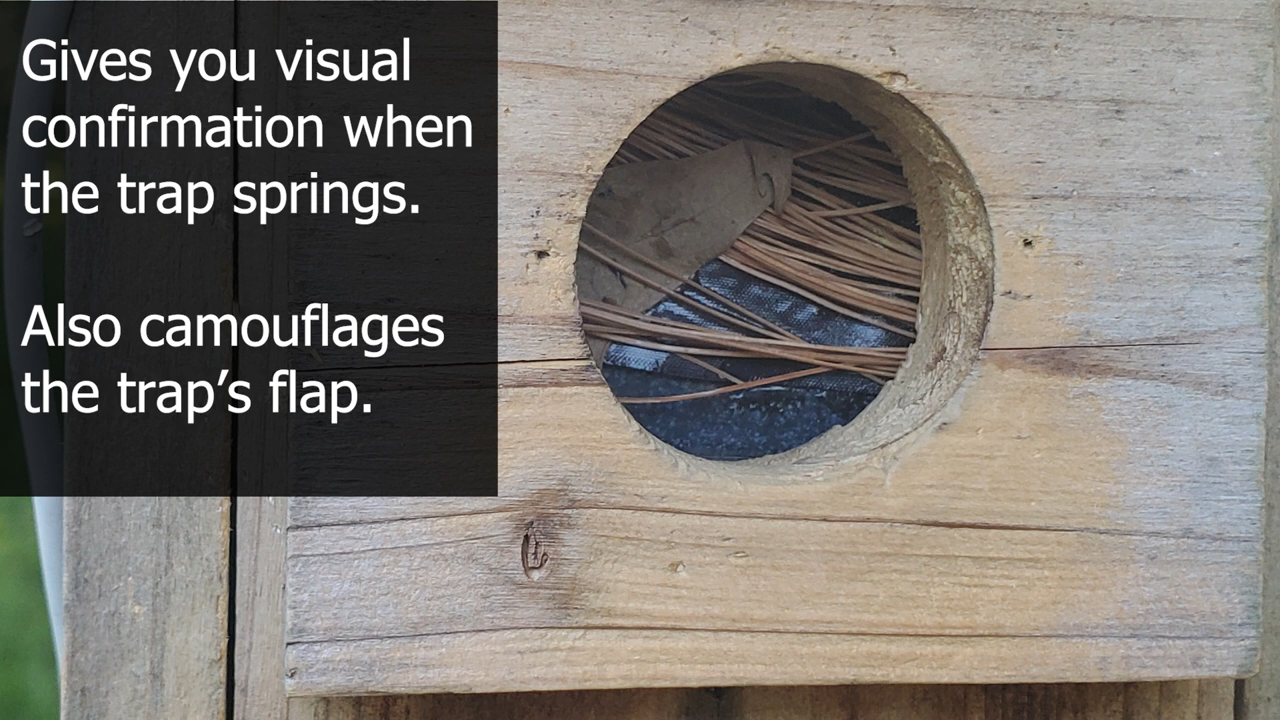 Gives you visual
confirmation when
the trap springs.
Also camouflages
the trap’s flap.